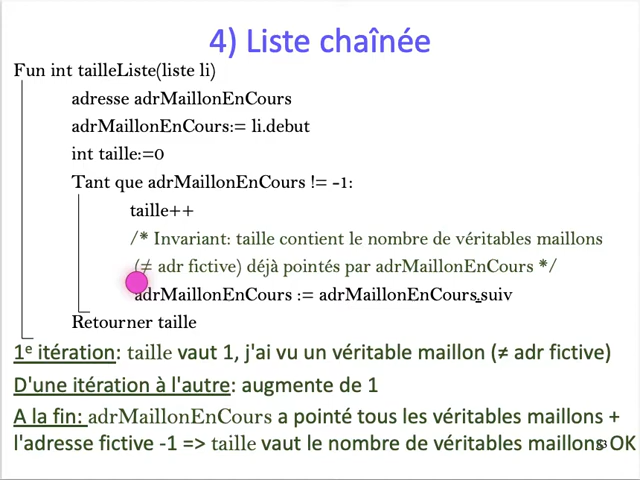 4) Liste chaînée
Fun int tailleListe(liste li)
adresse adrMaillonEnCours
adrMaillonEnCours:= li.debut
int taille:=0
Tant que adrMaillonEnCours != -1:
taille++
/* Invariant: taille contient le nombre de véritables maillons
(≠ adr fictive) déjà pointés par adrMaillonEnCours */
adrMaillonEnCours := adrMaillonEnCours.suiv
Retourner taille
1e itération: taille vaut 1, j'ai vu un véritable maillon (≠ adr fictive)
D'une itération à l'autre: augmente de 1
A la fin: adrMaillonEnCours a pointé tous les véritables maillons +
l'adresse fictive -1 => taille vaut le nombre de véritables maillons OK